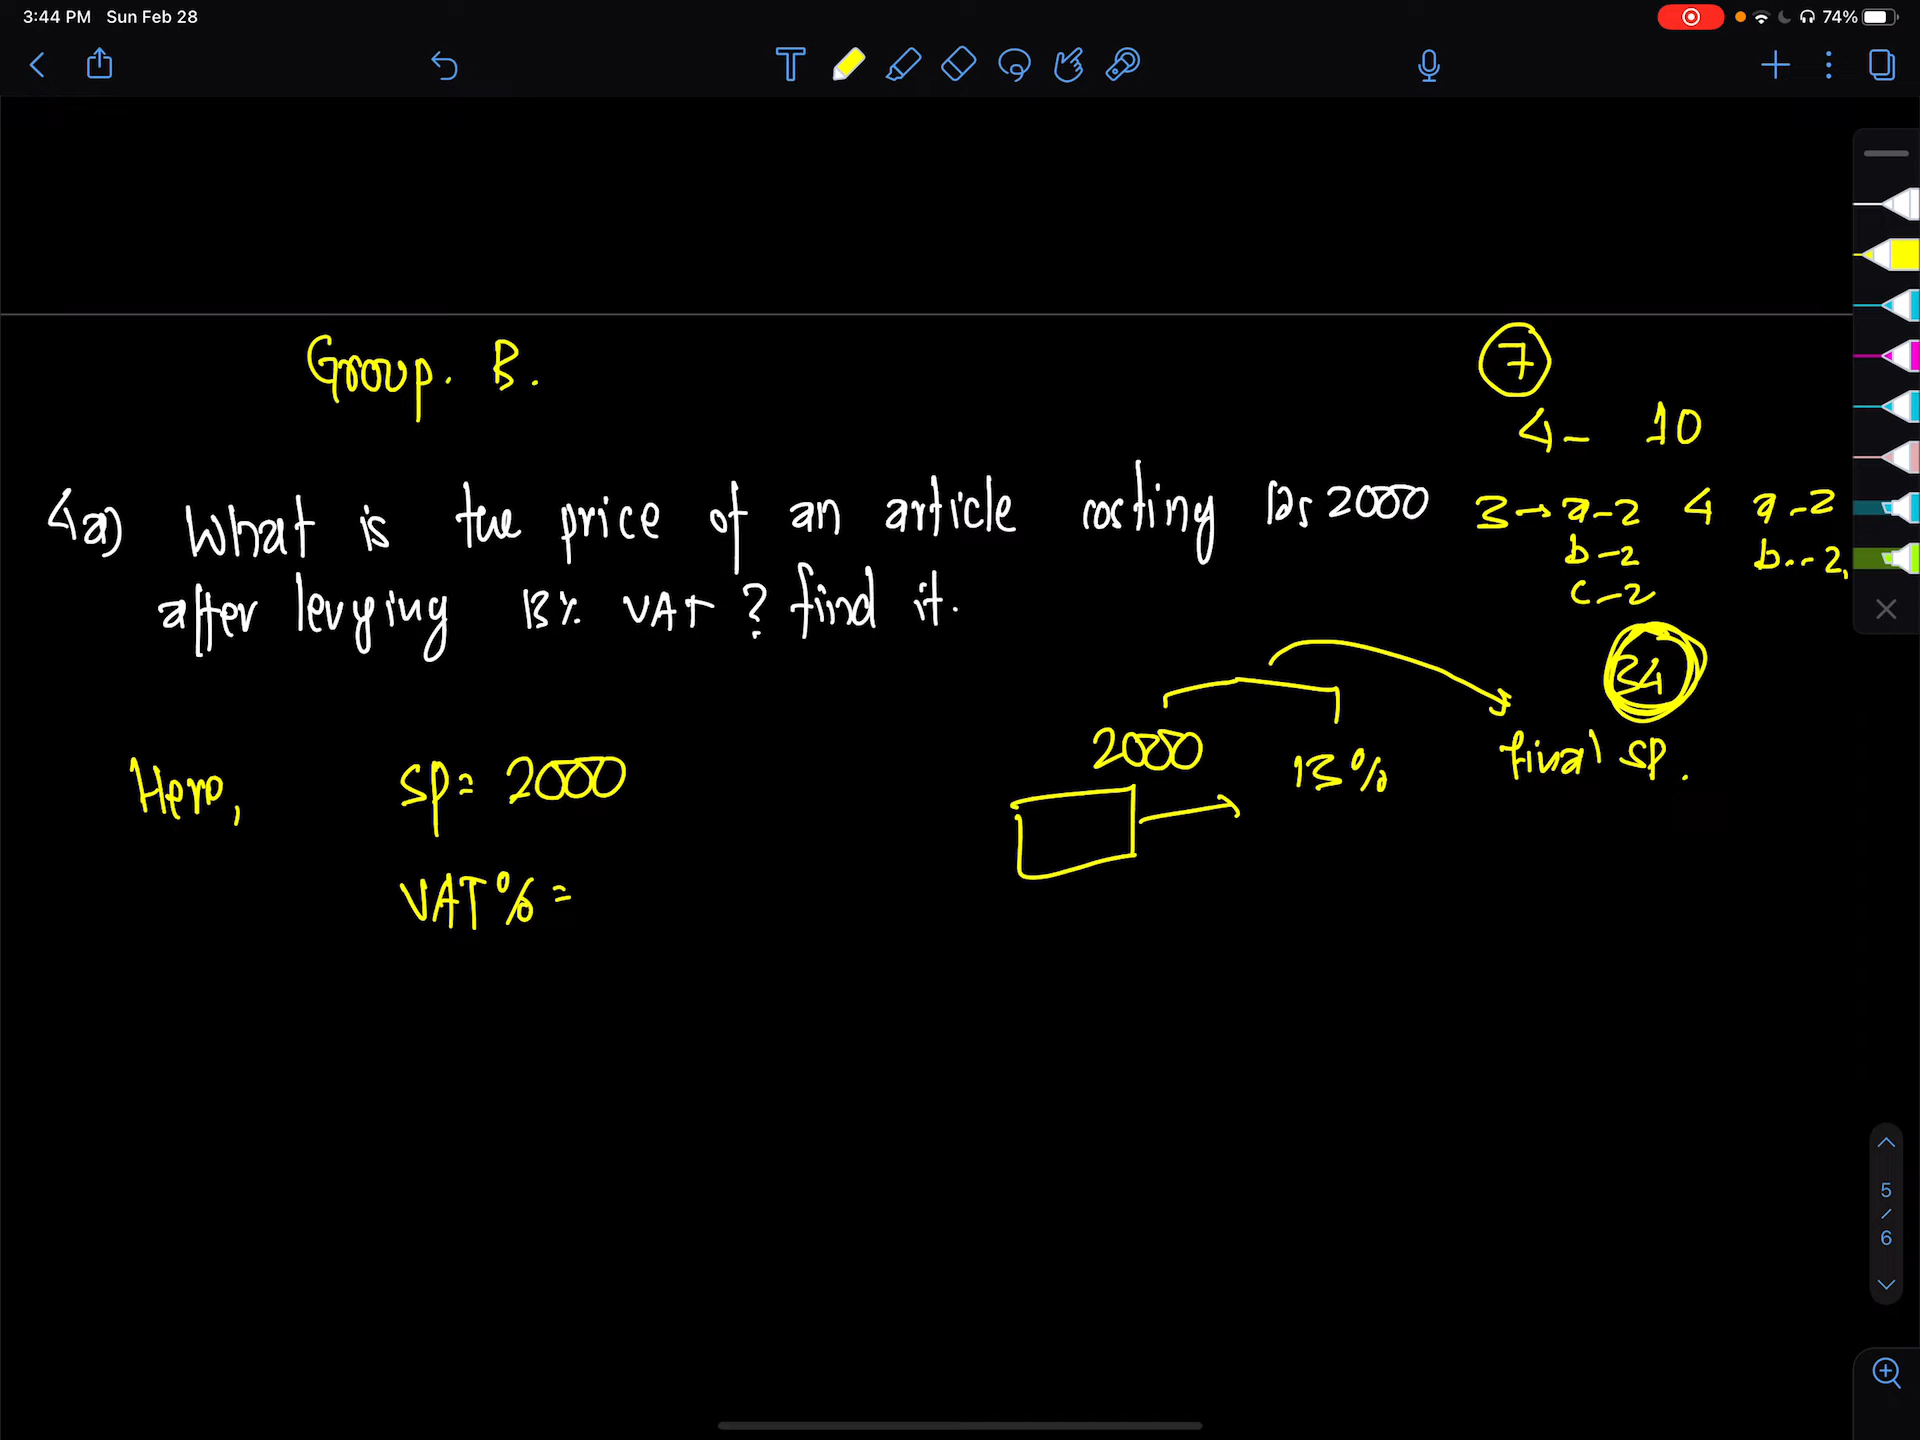 3:44 PM Sun Feb 28
74%
Group. B.
7
4 - 10
4a) What is the price of an article costing Rs 2000
after levying 13% VAT ? find it.
3 → a - 2 4 a - 2
b - 2 b - - 2,
c - 2
34
2000 13% final sp.
Here, sp = 2000
VAT% =
5
/
6